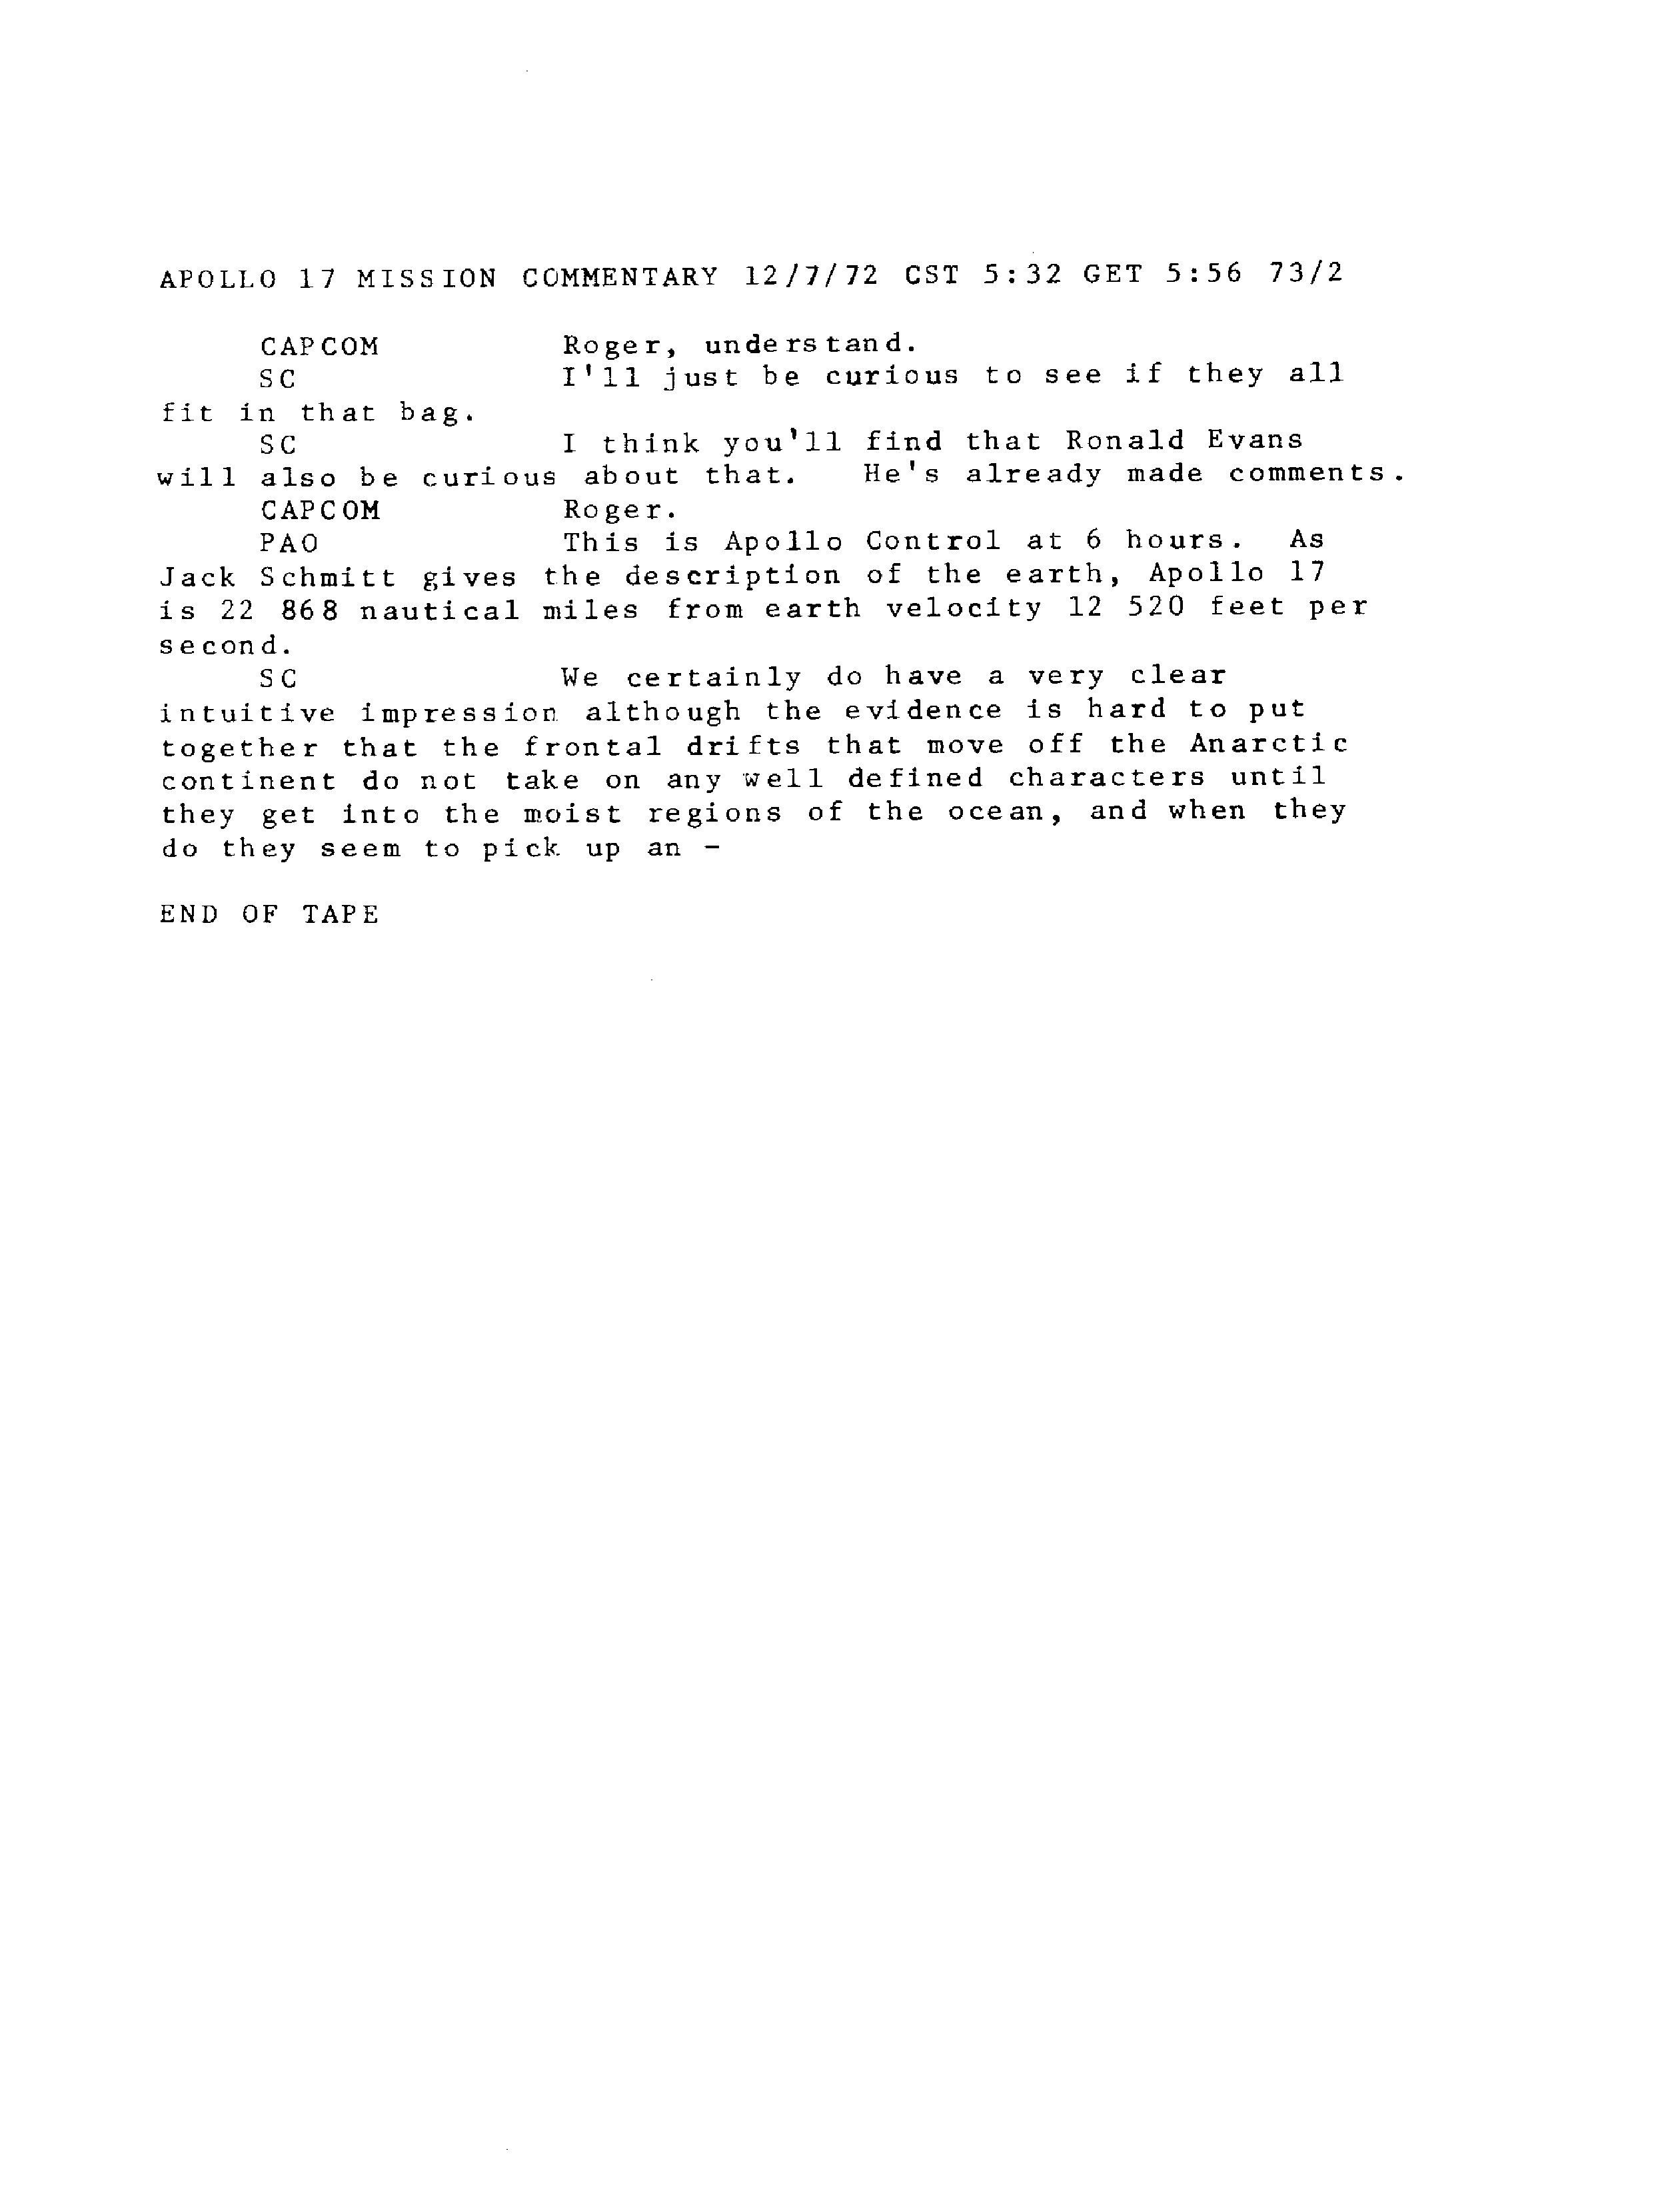 APOLLO 17 MISSION COMMENTARY 12/7/72 CST 5:32 GET 5:56 73/2
CAPCOM Roger, understand.
SC I'll just be curious to see if they all
fit in that bag.
SC I think you'll find that Ronald Evans
will also be curious about that. He's already made comments.
CAPCOM Roger.
PAO This is Apollo Control at 6 hours. As
Jack Schmitt gives the description of the earth, Apollo 17
is 22 868 nautical miles from earth velocity 12 520 feet per
second.
SC We certainly do have a very clear
intuitive impression although the evidence is hard to put
together that the frontal drifts that move off the Anarctic
continent do not take on any well defined characters until
they get into the moist regions of the ocean, and when they
do they seem to pick up an -
END OF TAPE